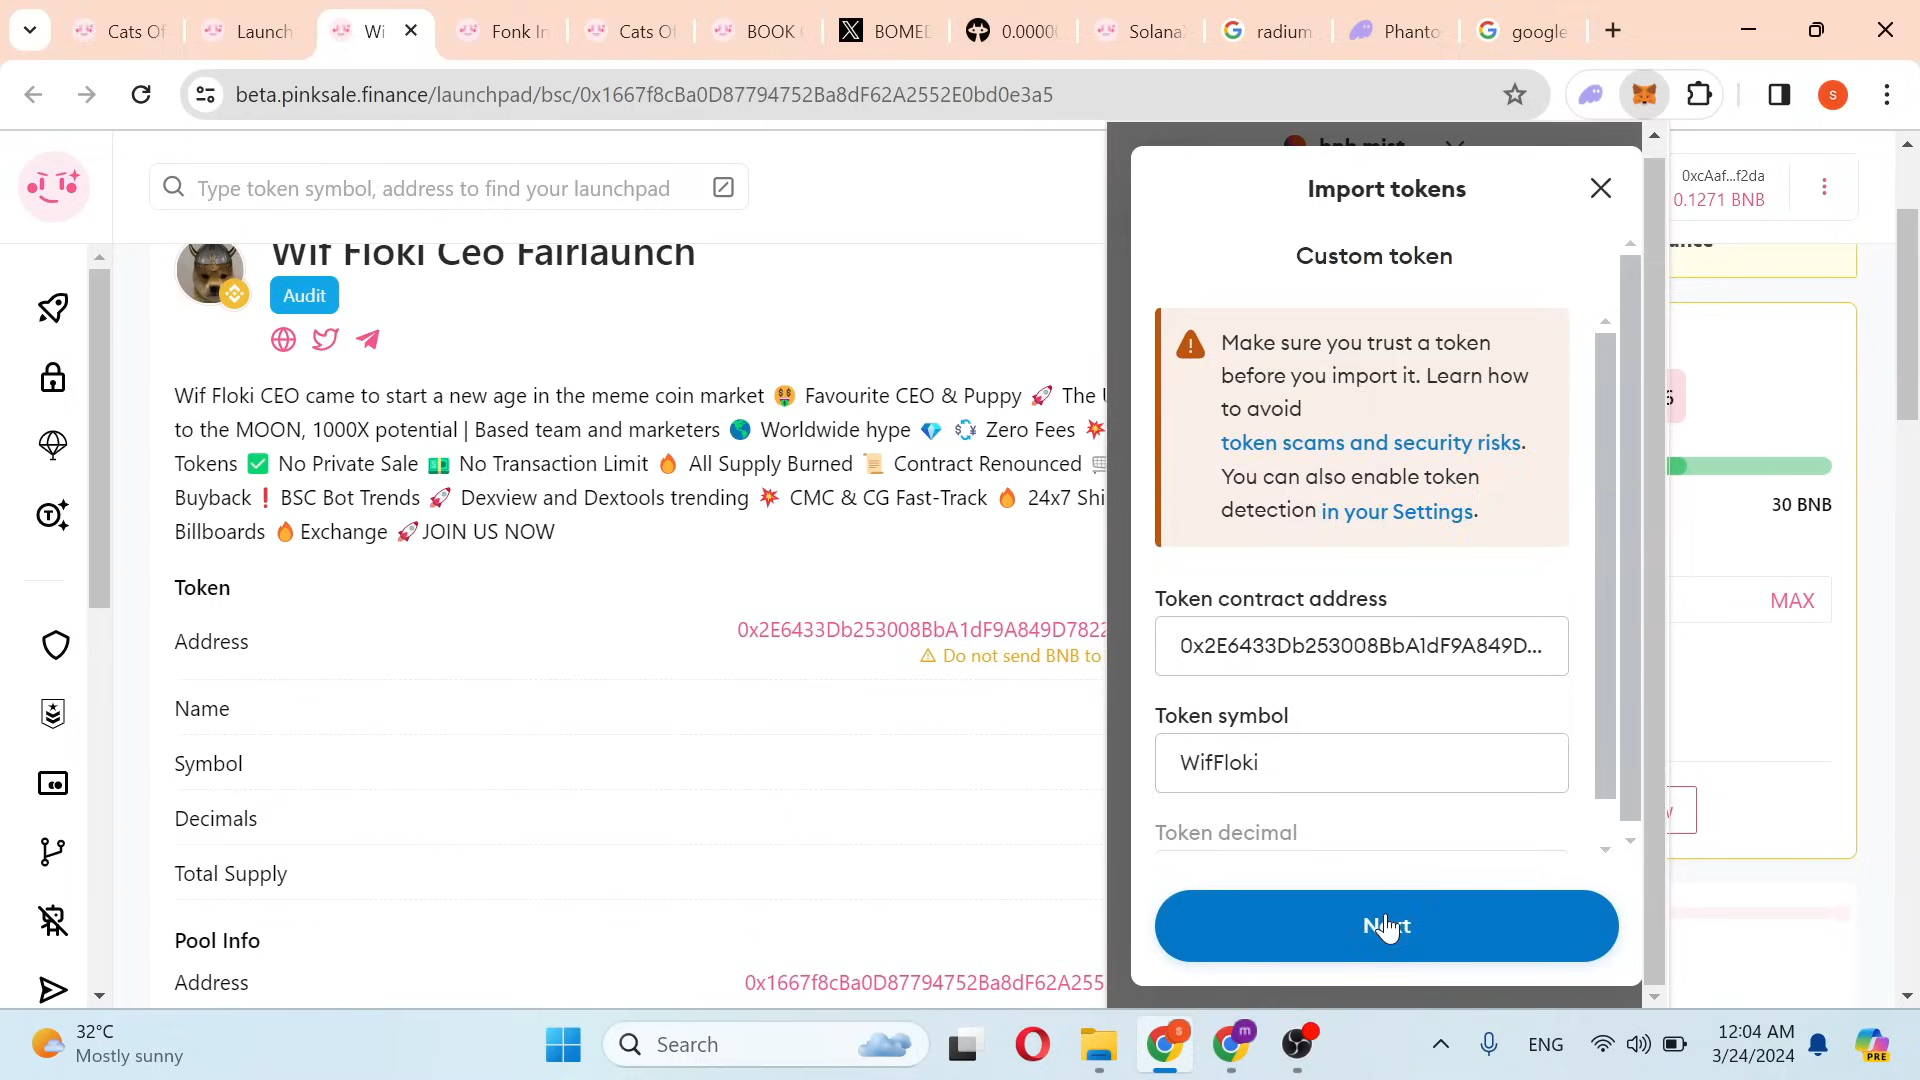 Cats Of
Launch
Wi
Fonk In
Cats Of
BOOK
BOMED
0.0000
Solana
radium
Phanto
google
beta.pinksale.finance/launchpad/bsc/0x1667f8cBa0D87794752Ba8dF62A2552E0bd0e3a5
S
Type token symbol, address to find your launchpad
0xcAaf...f2da
0.1271 BNB
Wif Floki Ceo Fairlaunch
Audit
Wif Floki CEO came to start a new age in the meme coin market 🤑 Favourite CEO & Puppy 🚀 The
to the MOON, 1000X potential | Based team and marketers 🌎 Worldwide hype 💎 💱 Zero Fees 💥
Tokens ✅ No Private Sale 💵 No Transaction Limit 🔥 All Supply Burned 📜 Contract Renounced 🛒
Buyback ❗ BSC Bot Trends 🚀 Dexview and Dextools trending 💥 CMC & CG Fast-Track 🔥 24x7 Shi
Billboards 🔥 Exchange 🚀JOIN US NOW
Token
Address
0x2E6433Db253008BbA1dF9A849D7822
⚠ Do not send BNB to
Name
Symbol
Decimals
Total Supply
Pool Info
Address
0x1667f8cBa0D87794752Ba8dF62A255
Import tokens
Custom token
Make sure you trust a token
before you import it. Learn how
to avoid
token scams and security risks.
You can also enable token
detection in your Settings.
Token contract address
0x2E6433Db253008BbA1dF9A849D...
Token symbol
WifFloki
Token decimal
Next
30 BNB
MAX
32°C
Mostly sunny
Search
S
m
ENG
12:04 AM
3/24/2024
PRE